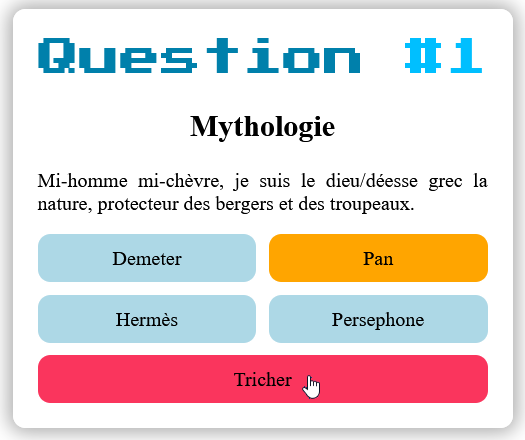 Question #1
Mythologie
Mi-homme mi-chèvre, je suis le dieu/déesse grec la
nature, protecteur des bergers et des troupeaux.
Demeter
Pan
Hermès
Persephone
Tricher